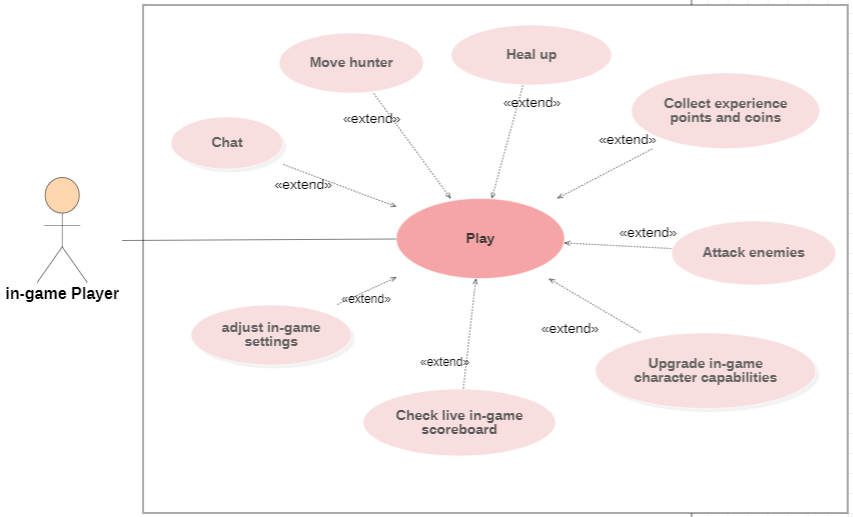 Move hunter
Heal up
«extend»
«extend»
Collect experience
points and coins
«extend»
Chat
«extend»
Play
«extend»
Attack enemies
in-game Player
«extend»
adjust in-game
settings
«extend»
«extend»
Upgrade in-game
character capabilities
Check live in-game
scoreboard